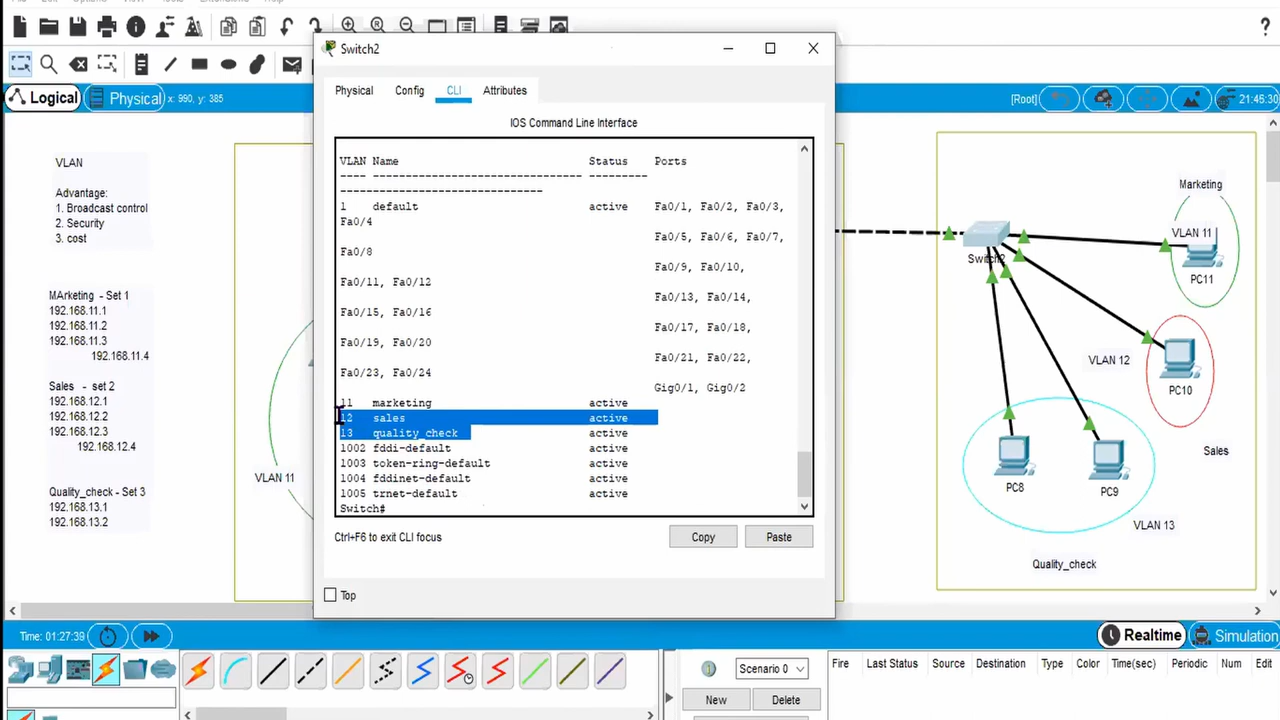 Switch2
Physical Config CLI Attributes
IOS Command Line Interface
VLAN Name Status Ports
---- -------------------------------- --------- -------------------------------
1 default active Fa0/1, Fa0/2, Fa0/3,
Fa0/4
Fa0/5, Fa0/6, Fa0/7,
Fa0/8
Fa0/9, Fa0/10,
Fa0/11, Fa0/12
Fa0/13, Fa0/14,
Fa0/15, Fa0/16
Fa0/17, Fa0/18,
Fa0/19, Fa0/20
Fa0/21, Fa0/22,
Fa0/23, Fa0/24
Gig0/1, Gig0/2
11 marketing active
12 sales active
13 quality_check active
1002 fddi-default active
1003 token-ring-default active
1004 fddinet-default active
1005 trnet-default active
Switch#
Ctrl+F6 to exit CLI focus
Copy
Paste
Top
Logical
Physical
x: 990, y: 385
[Root]
21:45:30
VLAN
Advantage:
1. Broadcast control
2. Security
3. cost
MArketing - Set 1
192.168.11.1
192.168.11.2
192.168.11.3
192.168.11.4
Sales - set 2
192.168.12.1
192.168.12.2
192.168.12.3
192.168.12.4
Quality_check - Set 3
192.168.13.1
192.168.13.2
VLAN 11
Marketing
VLAN 11
PC11
Switch2
VLAN 12
PC10
Sales
PC8
PC9
VLAN 13
Quality_check
Time: 01:27:39
Realtime
Simulation
Scenario 0
New
Delete
Fire Last Status Source Destination Type Color Time(sec) Periodic Num Edit